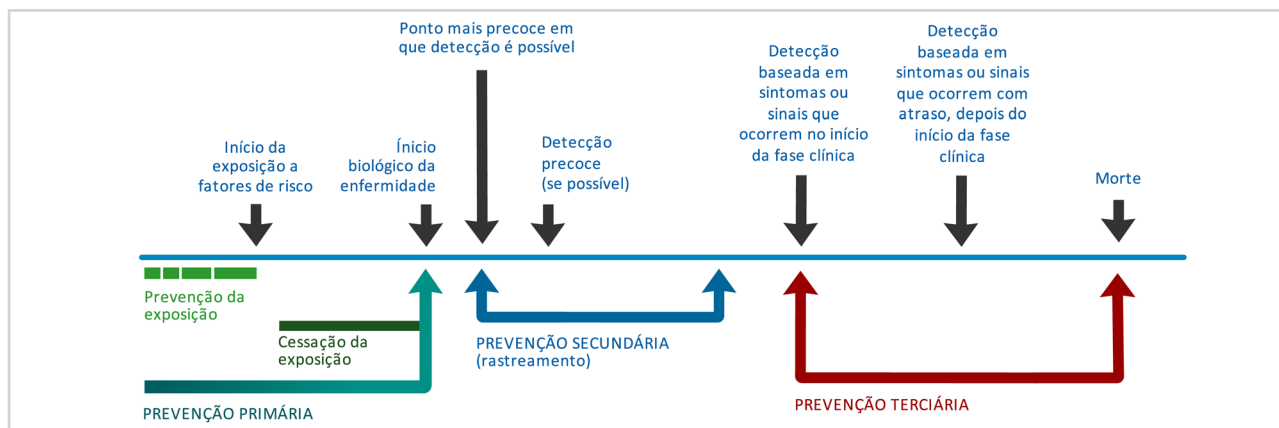 Ponto mais precoce em
que detecção é possível
Detecção
baseada em
sintomas ou
sinais que
ocorrem no início
da fase clínica
Detecção
baseada em
sintomas ou sinais
que ocorrem com
atraso, depois do
início da fase
clínica
Início da
exposição a
fatores de risco
Ínicio
biológico da
enfermidade
Detecção
precoce
(se possível)
Morte
Prevenção da
exposição
Cessação da
exposição
PREVENÇÃO PRIMÁRIA
PREVENÇÃO SECUNDÁRIA
(rastreamento)
PREVENÇÃO TERCIÁRIA